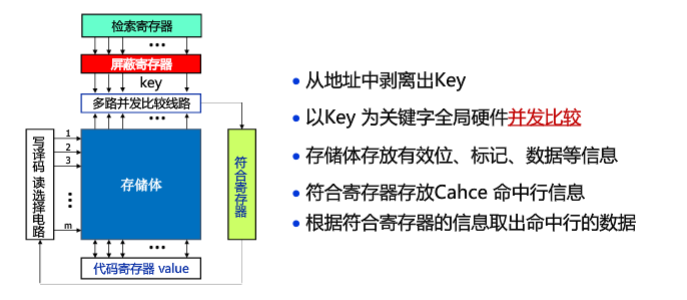 检索寄存器
•••
屏蔽寄存器
key
多路并发比较线路
•••
写译码 读选择电路
1
2
3
⋮
m
存储体
符合寄存器
•••
代码寄存器 value
• 从地址中剥离出Key
• 以Key 为关键字全局硬件并发比较
• 存储体存放有效位、标记、数据等信息
• 符合寄存器存放Cahce 命中行信息
• 根据符合寄存器的信息取出命中行的数据